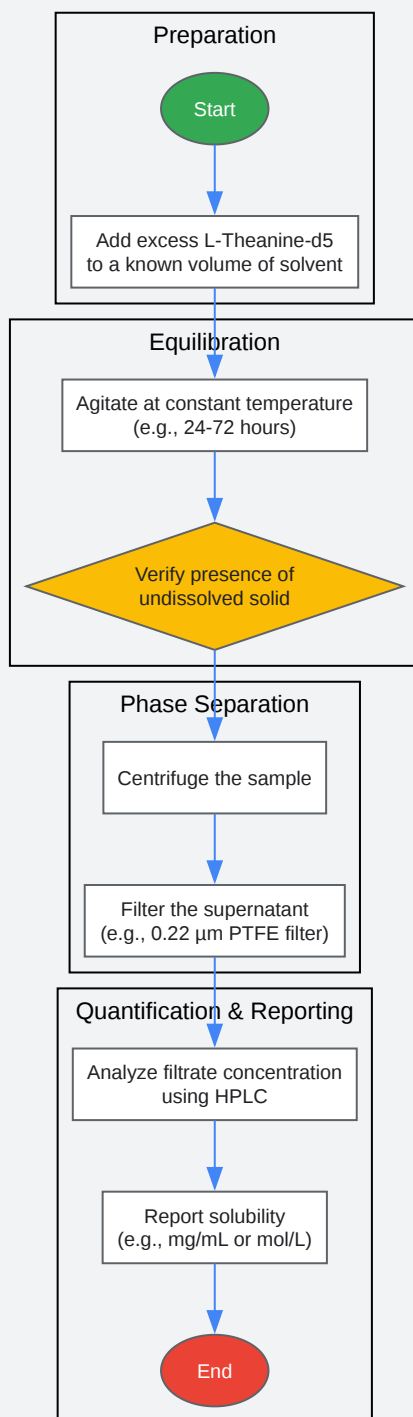 Preparation
Start
Add excess L-Theanine-d5
to a known volume of solvent
Equilibration
Agitate at constant temperature
(e.g., 24-72 hours)
Verify presence of
undissolved solid
Phase Separation
Centrifuge the sample
Filter the supernatant
(e.g., 0.22 µm PTFE filter)
Quantification & Reporting
Analyze filtrate concentration
using HPLC
Report solubility
(e.g., mg/mL or mol/L)
End